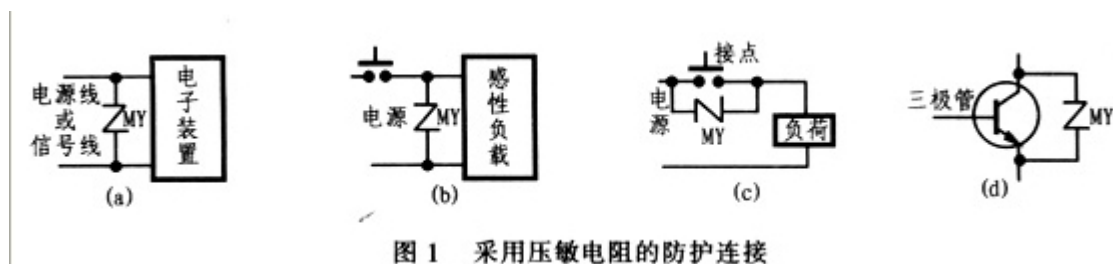 电源线
或
信号线
MY
电子装置
(a)
电源
MY
感性负载
(b)
接点
电源
MY
负荷
(c)
三极管
MY
(d)
图 1 采用压敏电阻的防护连接